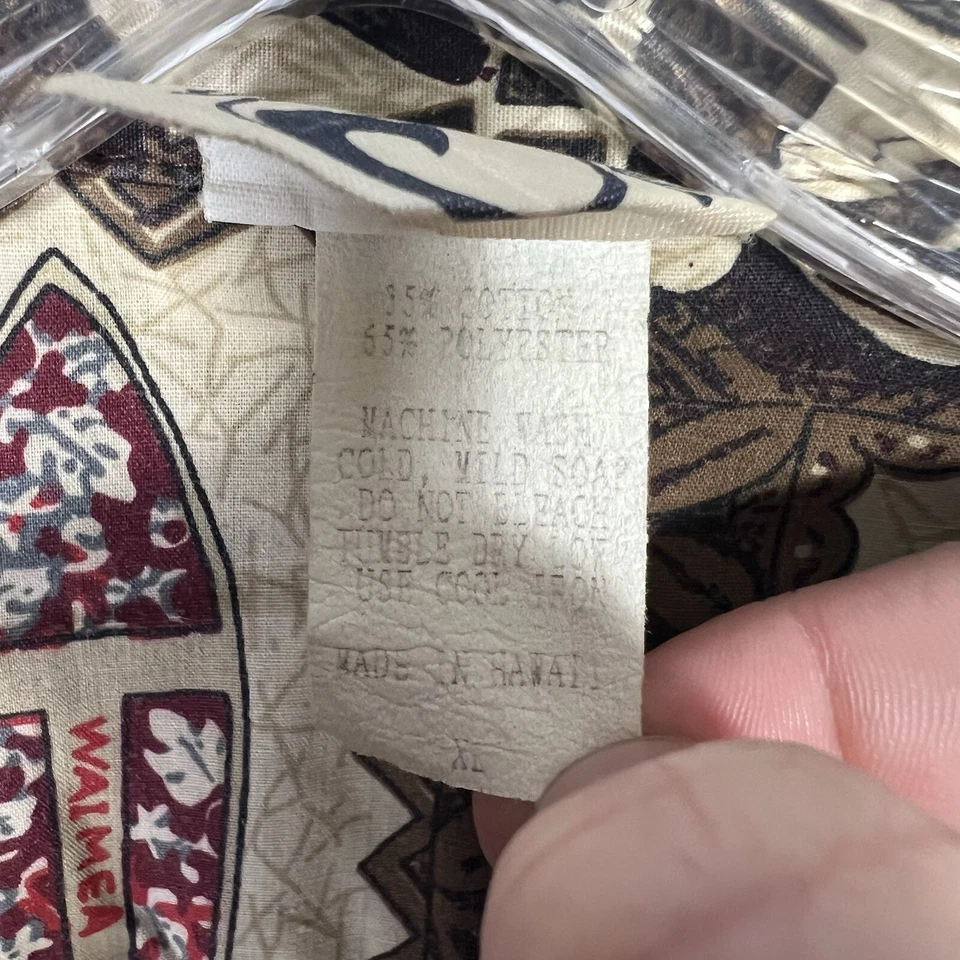 35% COTTON
65% POLYESTER
MACHINE WASH
COLD, MILD SOAP
DO NOT BLEACH
TUMBLE DRY LOW
USE COOL IRON
MADE IN HAWAII
XL
WAIMEA